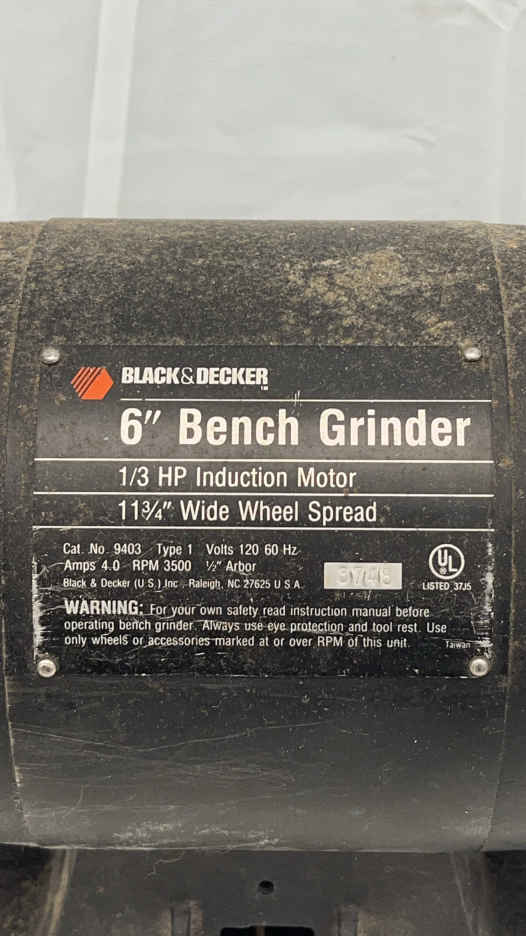 BLACK & DECKER
TM
6" Bench Grinder
1/3 HP Induction Motor
11¾" Wide Wheel Spread
Cat. No. 9403 Type 1 Volts 120 60 Hz
Amps 4.0 RPM 3500 ½" Arbor
Black & Decker (U.S.) Inc. Raleigh, NC 27625 U.S.A.
UL
LISTED 37J5
WARNING: For your own safety read instruction manual before
operating bench grinder. Always use eye protection and tool rest. Use
only wheels or accessories marked at or over RPM of this unit.
Taiwan